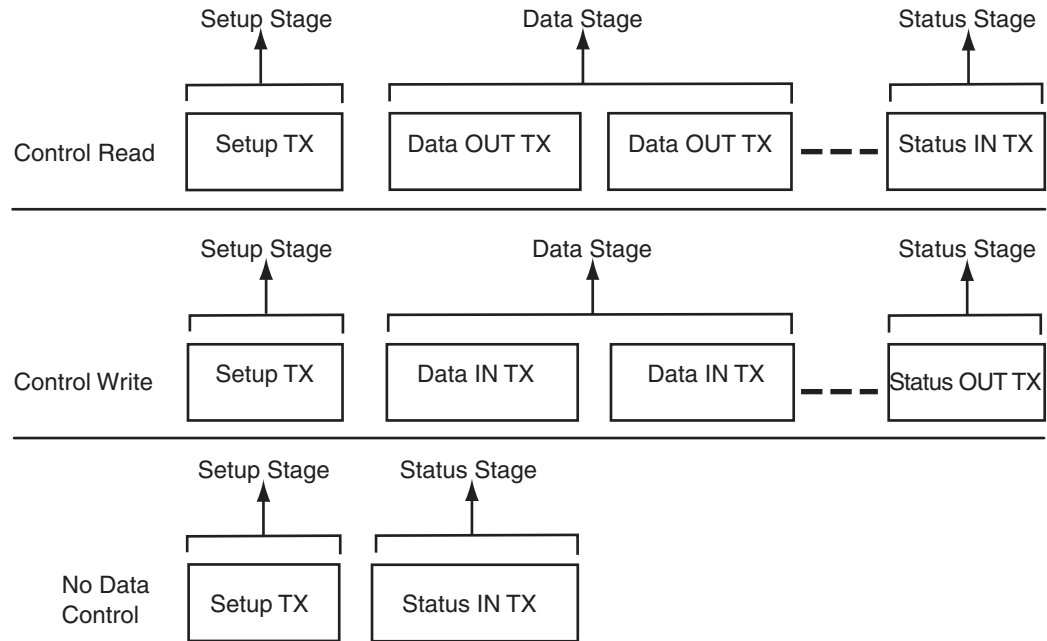 Setup Stage Data Stage Status Stage
Control Read Setup TX Data OUT TX Data OUT TX Status IN TX
Setup Stage Data Stage Status Stage
Control Write Setup TX Data IN TX Data IN TX Status OUT TX
Setup Stage Status Stage
No Data
Control Setup TX Status IN TX